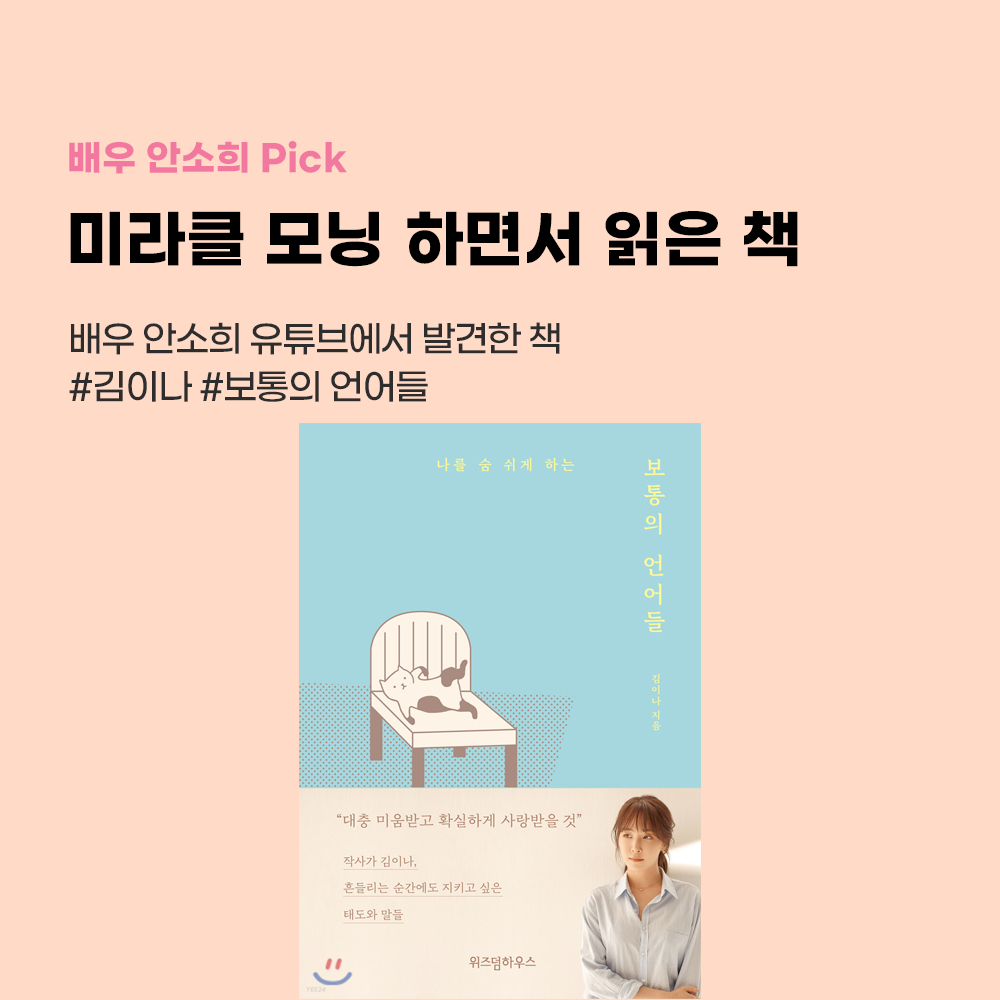 배우 안소희 Pick
미라클 모닝 하면서 읽은 책
배우 안소희 유튜브에서 발견한 책
#김이나 #보통의 언어들
나를 숨 쉬게 하는
보통의 언어들
김이나 지음
“대충 미움받고 확실하게 사랑받을 것”
작사가 김이나,
흔들리는 순간에도 지키고 싶은
태도와 말들
위즈덤하우스